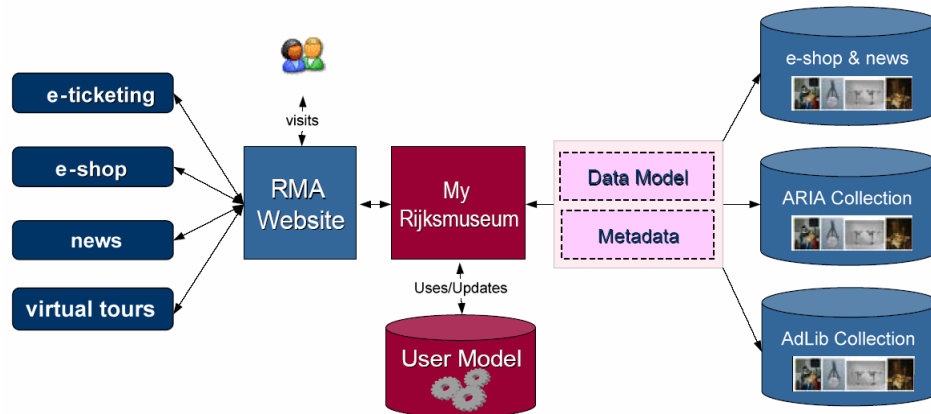 e-ticketing
e-shop
news
virtual tours
visits
RMA
Website
My
Rijksmuseum
Uses/Updates
User Model
Data Model
Metadata
e-shop & news
ARIA Collection
AdLib Collection